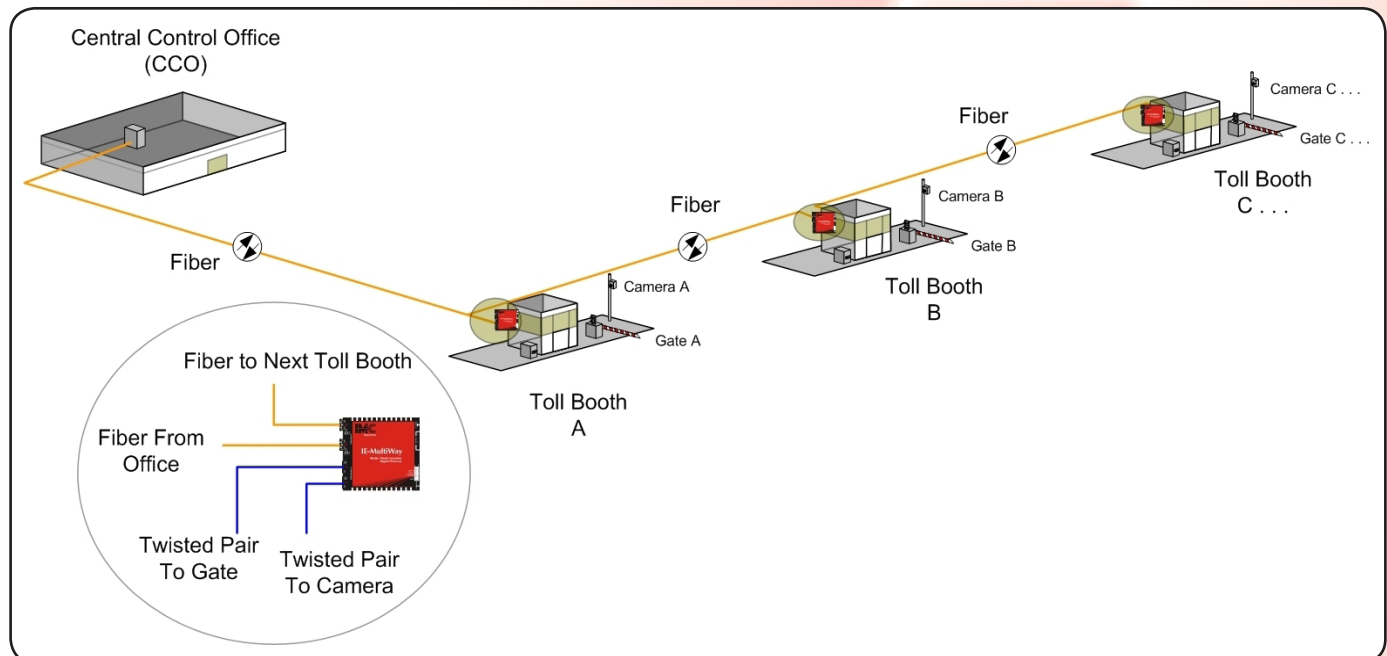 Central Control Office
(CCO)
Fiber
Camera C . . .
Gate C . . .
Toll Booth
C . . .
Fiber
Camera B
Gate B
Toll Booth
B
Fiber
Camera A
Gate A
Toll Booth
A
Fiber to Next Toll Booth
Fiber From
Office
IMC
IE-MultiWay
Twisted Pair
To Gate
Twisted Pair
To Camera